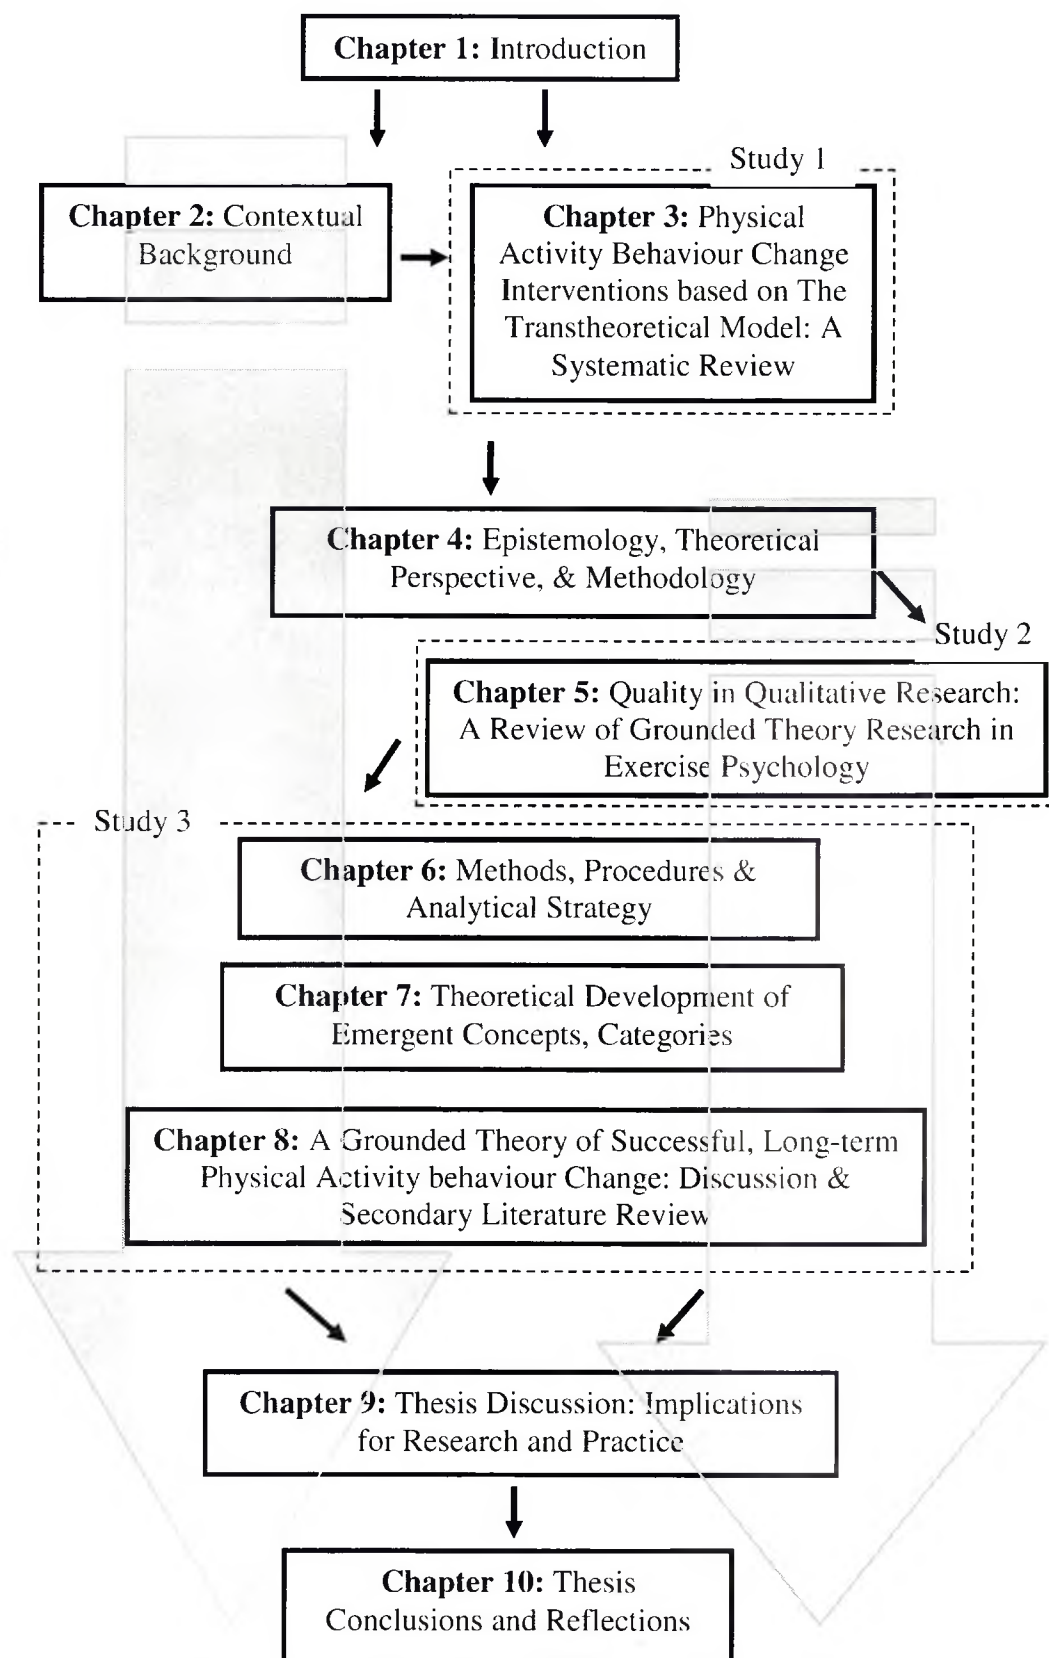 Chapter 1: Introduction
Study 1
Chapter 2: Contextual
Background
Chapter 3: Physical
Activity Behaviour Change
Interventions based on The
Transtheoretical Model: A
Systematic Review
Chapter 4: Epistemology, Theoretical
Perspective, & Methodology
Study 2
Chapter 5: Quality in Qualitative Research:
A Review of Grounded Theory Research in
Exercise Psychology
Study 3
Chapter 6: Methods, Procedures &
Analytical Strategy
Chapter 7: Theoretical Development of
Emergent Concepts, Categories
Chapter 8: A Grounded Theory of Successful, Long-term
Physical Activity behaviour Change: Discussion &
Secondary Literature Review
Chapter 9: Thesis Discussion: Implications
for Research and Practice
Chapter 10: Thesis
Conclusions and Reflections